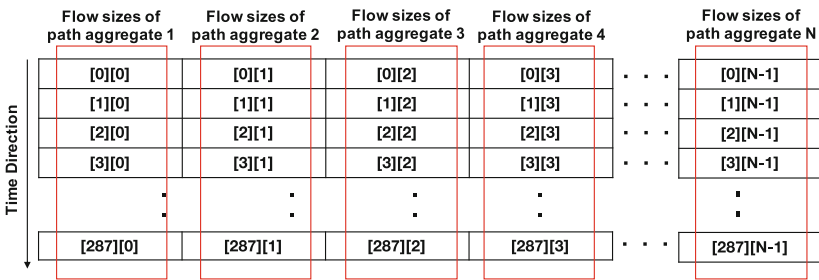 Flow sizes of path aggregate 1
Flow sizes of path aggregate 2
Flow sizes of path aggregate 3
Flow sizes of path aggregate 4
Flow sizes of path aggregate N
Time Direction
[0][0] [0][1] [0][2] [0][3] . . . [0][N-1]
[1][0] [1][1] [1][2] [1][3] . . . [1][N-1]
[2][0] [2][1] [2][2] [2][3] . . . [2][N-1]
[3][0] [3][1] [3][2] [3][3] . . . [3][N-1]
[287][0] [287][1] [287][2] [287][3] . . . [287][N-1]